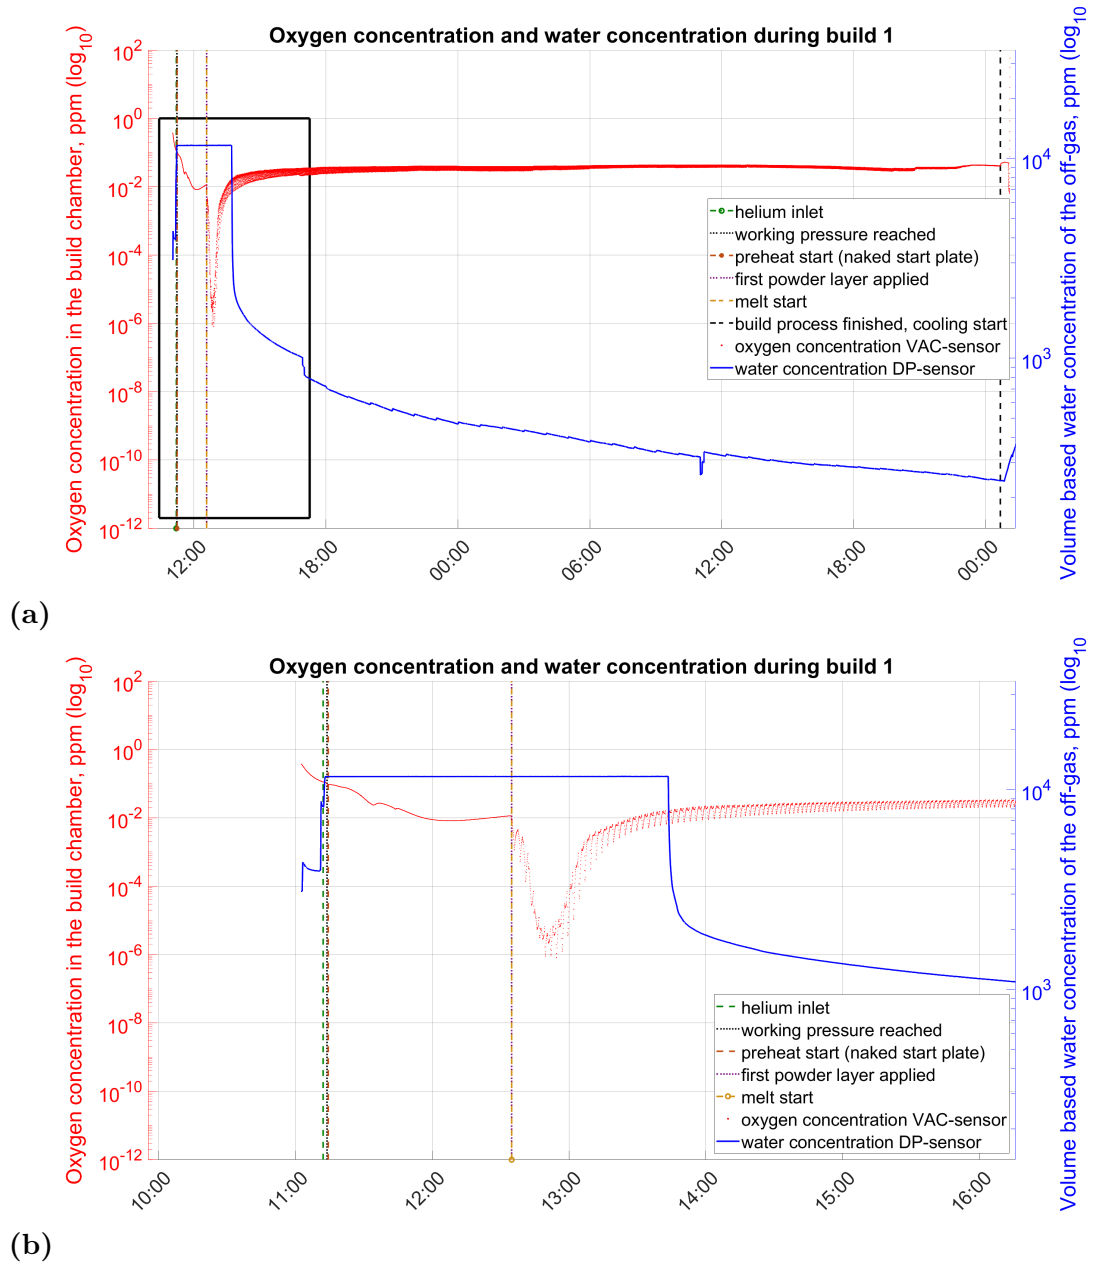 Oxygen concentration and water concentration during build 1
Oxygen concentration in the build chamber, ppm (log10)
10^2
10^0
10^-2
10^-4
10^-6
10^-8
10^-10
10^-12
12:00
18:00
00:00
06:00
12:00
18:00
00:00
10^4
10^3
Volume based water concentration of the off-gas, ppm (log10
helium inlet
working pressure reached
preheat start (naked start plate)
first powder layer applied
melt start
build process finished, cooling start
oxygen concentration VAC-sensor
water concentration DP-sensor
(a)
Oxygen concentration and water concentration during build 1
Oxygen concentration in the build chamber, ppm (log10)
10^2
10^0
10^-2
10^-4
10^-6
10^-8
10^-10
10^-12
10:00
11:00
12:00
13:00
14:00
15:00
16:00
10^4
10^3
Volume based water concentration of the off-gas, ppm (log10
helium inlet
working pressure reached
preheat start (naked start plate)
first powder layer applied
melt start
oxygen concentration VAC-sensor
water concentration DP-sensor
(b)